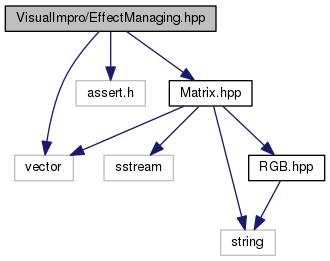 VisualImpro/EffectManaging.hpp
assert.h
Matrix.hpp
vector
sstream
RGB.hpp
string